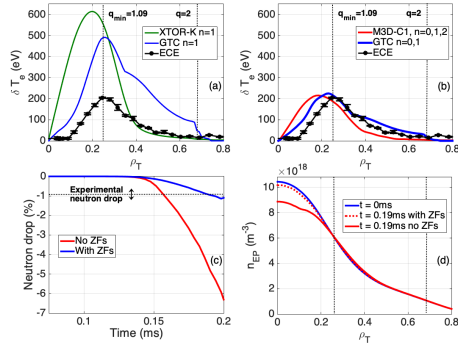 q_min=1.09 q=2
600
500
400
300
200
100
0
δ T_e (eV)
XTOR-K n=1
GTC n=1
ECE
(a)
0 0.2 0.4 0.6 0.8
ρ_T
q_min=1.09 q=2
600
500
400
300
200
100
0
δ T_e (eV)
M3D-C1, n=0,1,2
GTC n=0,1
ECE
(b)
0 0.2 0.4 0.6 0.8
ρ_T
0
-1
-2
-3
-4
-5
-6
-7
Neutron drop (%)
Experimental
neutron drop
No ZFs
With ZFs
(c)
0.1 0.15 0.2
Time (ms)
×10^18
10
8
6
4
2
0
n_EP (m^-3)
t = 0ms
t = 0.19ms with ZFs
t = 0.19ms no ZFs
(d)
0 0.2 0.4 0.6 0.8
ρ_T